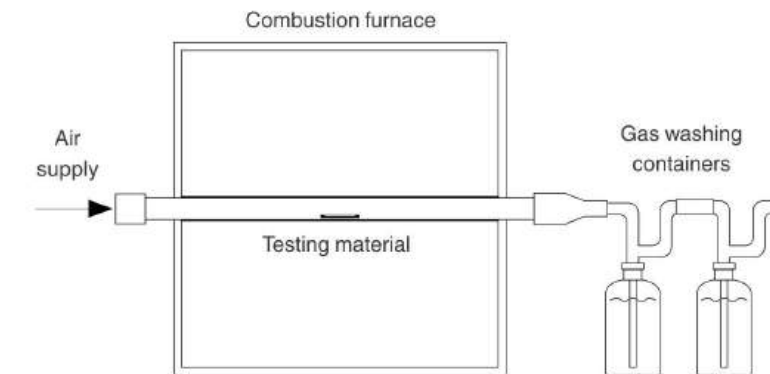 Combustion furnace
Air
supply
Gas washing
containers
Testing material